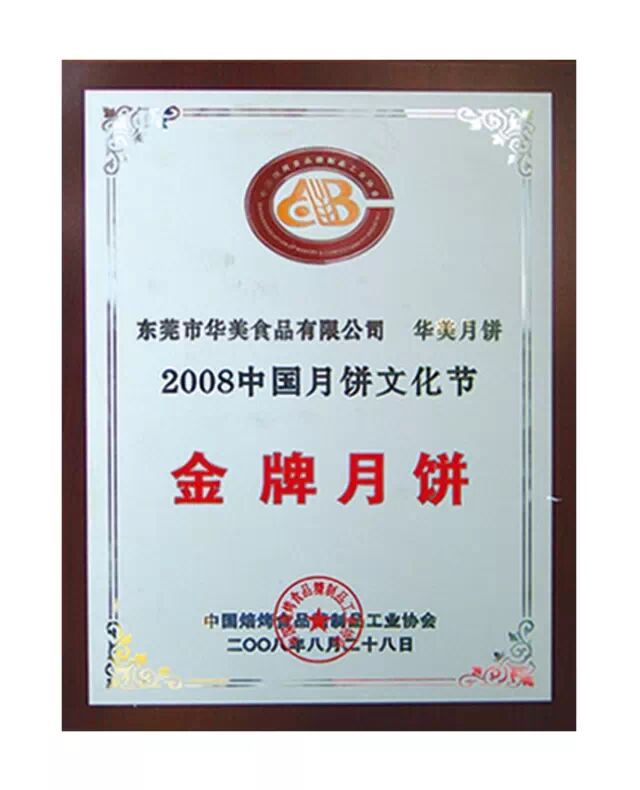 东莞市华美食品有限公司 华美月饼
2008中国月饼文化节
金牌月饼
中国焙烤食品糖制品工业协会
二〇〇八年八月二十八日